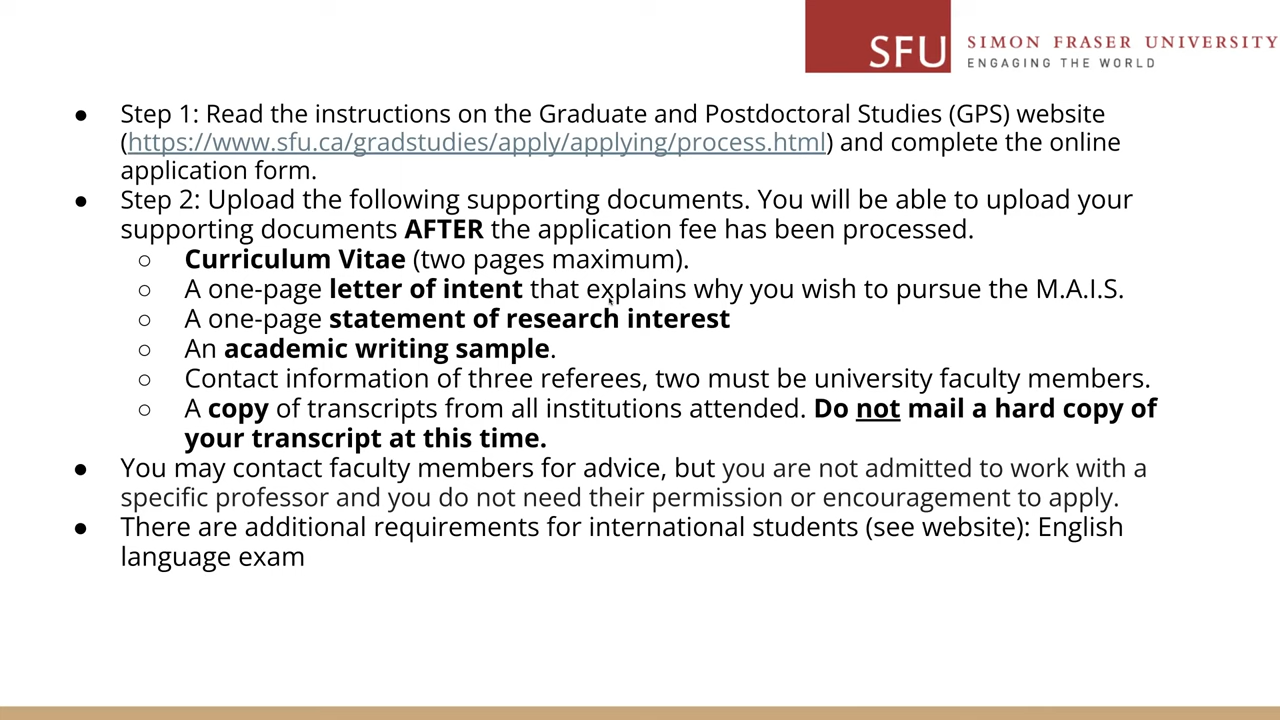 SFU SIMON FRASER UNIVERSITY
ENGAGING THE WORLD
● Step 1: Read the instructions on the Graduate and Postdoctoral Studies (GPS) website
(https://www.sfu.ca/gradstudies/apply/applying/process.html) and complete the online
application form.
● Step 2: Upload the following supporting documents. You will be able to upload your
supporting documents AFTER the application fee has been processed.
○ Curriculum Vitae (two pages maximum).
○ A one-page letter of intent that explains why you wish to pursue the M.A.I.S.
○ A one-page statement of research interest
○ An academic writing sample.
○ Contact information of three referees, two must be university faculty members.
○ A copy of transcripts from all institutions attended. Do not mail a hard copy of
your transcript at this time.
● You may contact faculty members for advice, but you are not admitted to work with a
specific professor and you do not need their permission or encouragement to apply.
● There are additional requirements for international students (see website): English
language exam